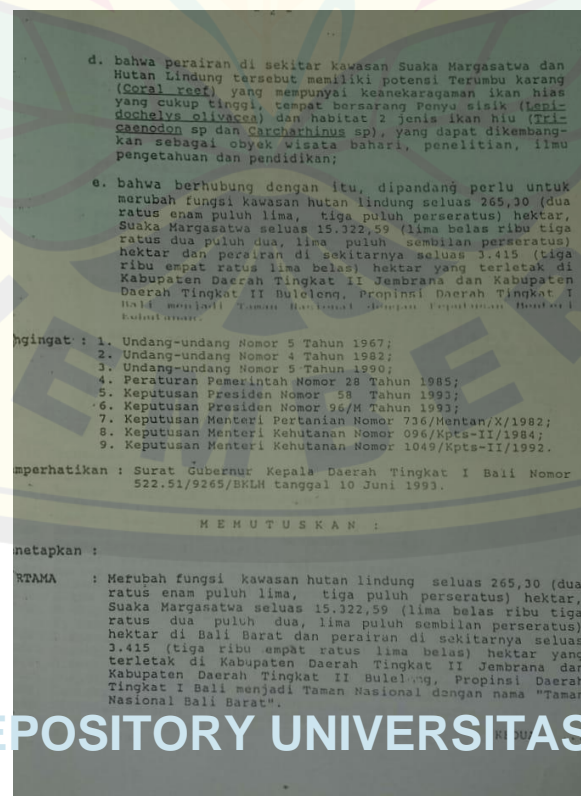 - 2 -
d. bahwa perairan di sekitar kawasan Suaka Margasatwa dan
Hutan Lindung tersebut memiliki potensi Terumbu karang
(Coral reef) yang mempunyai keanekaragaman ikan hias
yang cukup tinggi, tempat bersarang Penyu sisik (Lepi-
dochelys olivacea) dan habitat 2 jenis ikan hiu (Tri-
caenodon sp dan Carcharhinus sp), yang dapat dikembang-
kan sebagai obyek wisata bahari, penelitian, ilmu
pengetahuan dan pendidikan;
e. bahwa berhubung dengan itu, dipandang perlu untuk
merubah fungsi kawasan hutan lindung seluas 265,30 (dua
ratus enam puluh lima, tiga puluh perseratus) hektar,
Suaka Margasatwa seluas 15.322,59 (lima belas ribu tiga
ratus dua puluh dua, lima puluh sembilan perseratus)
hektar dan perairan di sekitarnya seluas 3.415 (tiga
ribu empat ratus lima belas) hektar yang terletak di
Kabupaten Daerah Tingkat II Jembrana dan Kabupaten
Daerah Tingkat II Buleleng, Propinsi Daerah Tingkat I
Bali menjadi Taman Nasional dengan Keputusan Menteri
Kehutanan.
ngingat : 1. Undang-undang Nomor 5 Tahun 1967;
2. Undang-undang Nomor 4 Tahun 1982;
3. Undang-undang Nomor 5 Tahun 1990;
4. Peraturan Pemerintah Nomor 28 Tahun 1985;
5. Keputusan Presiden Nomor 58 Tahun 1993;
6. Keputusan Presiden Nomor 96/M Tahun 1993;
7. Keputusan Menteri Pertanian Nomor 736/Mentan/X/1982;
8. Keputusan Menteri Kehutanan Nomor 096/Kpts-II/1984;
9. Keputusan Menteri Kehutanan Nomor 1049/Kpts-II/1992.
mperhatikan : Surat Gubernur Kepala Daerah Tingkat I Bali Nomor
522.51/9265/BKLH tanggal 10 Juni 1993.
M E M U T U S K A N :
netapkan :
RTAMA : Merubah fungsi kawasan hutan lindung seluas 265,30 (dua
ratus enam puluh lima, tiga puluh perseratus) hektar,
Suaka Margasatwa seluas 15.322,59 (lima belas ribu tiga
ratus dua puluh dua, lima puluh sembilan perseratus)
hektar di Bali Barat dan perairan di sekitarnya seluas
3.415 (tiga ribu empat ratus lima belas) hektar yang
terletak di Kabupaten Daerah Tingkat II Jembrana dan
Kabupaten Daerah Tingkat II Buleleng, Propinsi Daerah
Tingkat I Bali menjadi Taman Nasional dengan nama "Taman
Nasional Bali Barat".
EPOSITORY UNIVERSITAS